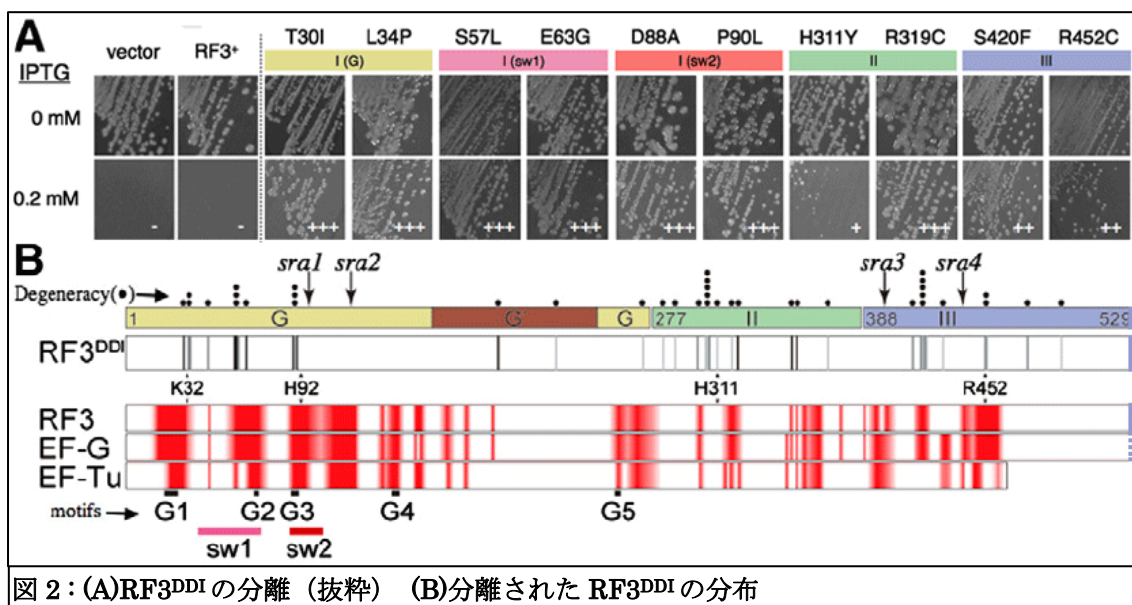 A
vector RF3+ T30I L34P S57L E63G D88A P90L H311Y R319C S420F R452C
IPTG I (G) I (sw1) I (sw2) II III
0 mM
0.2 mM - - +++ +++ +++ +++ +++ +++ + +++ ++ ++
B
sra1 sra2 sra3 sra4
Degeneracy(•)
1 G G' G 277 II 388 III 529
RF3DDI
K32 H92 H311 R452
RF3
EF-G
EF-Tu
motifs G1 G2 G3 G4 G5
sw1 sw2
図2：(A)RF3DDIの分離（抜粋） (B)分離されたRF3DDIの分布